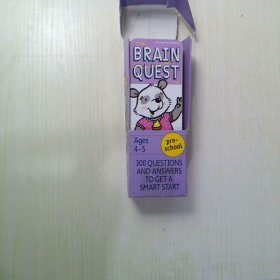 BRAIN
QUEST
Ages
4–5
pre-
school
300 QUESTIONS
AND ANSWERS
TO GET A
SMART START